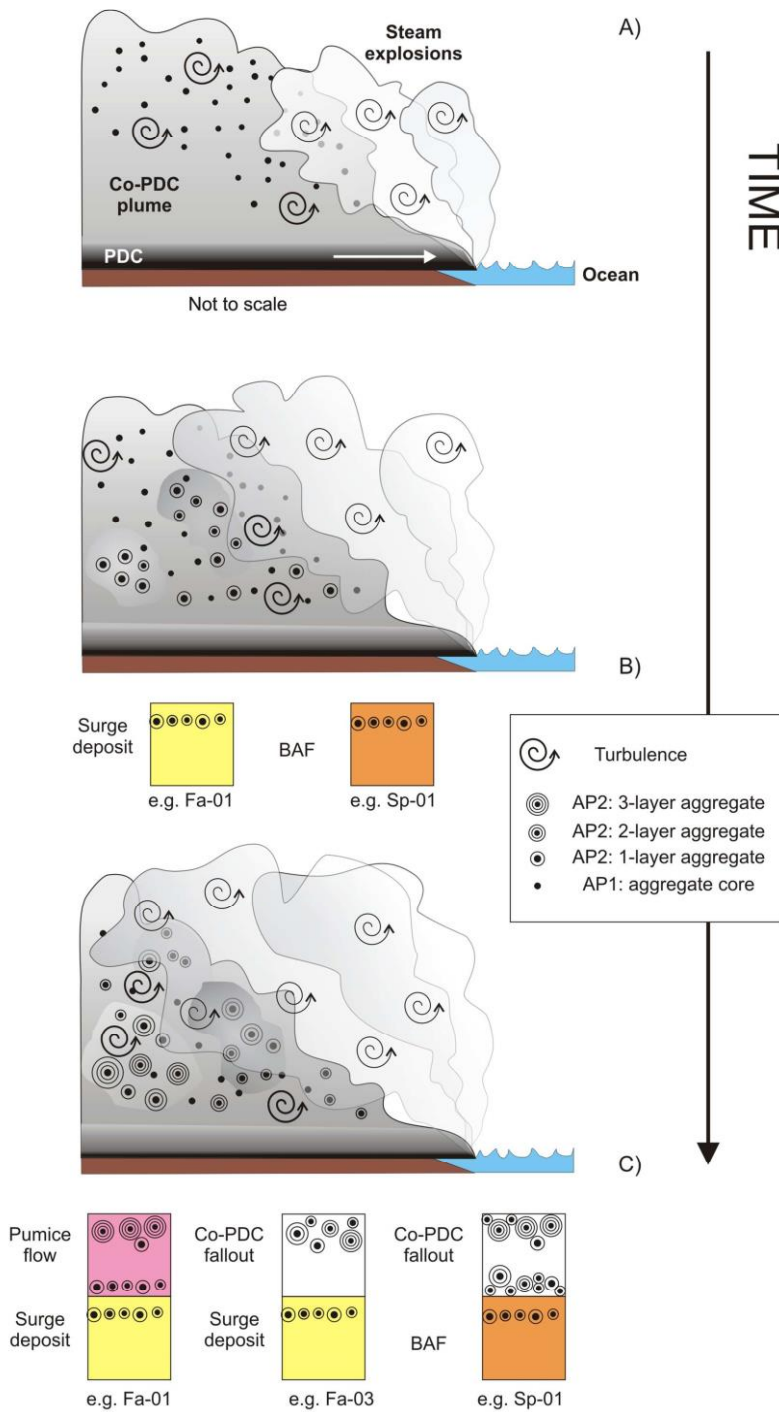 A)
Steam
explosions
TIME
Co-PDC
plume
PDC
Ocean
Not to scale
B)
Surge
deposit
BAF
e.g. Fa-01
e.g. Sp-01
Turbulence
AP2: 3-layer aggregate
AP2: 2-layer aggregate
AP2: 1-layer aggregate
AP1: aggregate core
C)
Pumice
flow
Co-PDC
fallout
Co-PDC
fallout
Surge
deposit
Surge
deposit
BAF
e.g. Fa-01
e.g. Fa-03
e.g. Sp-01